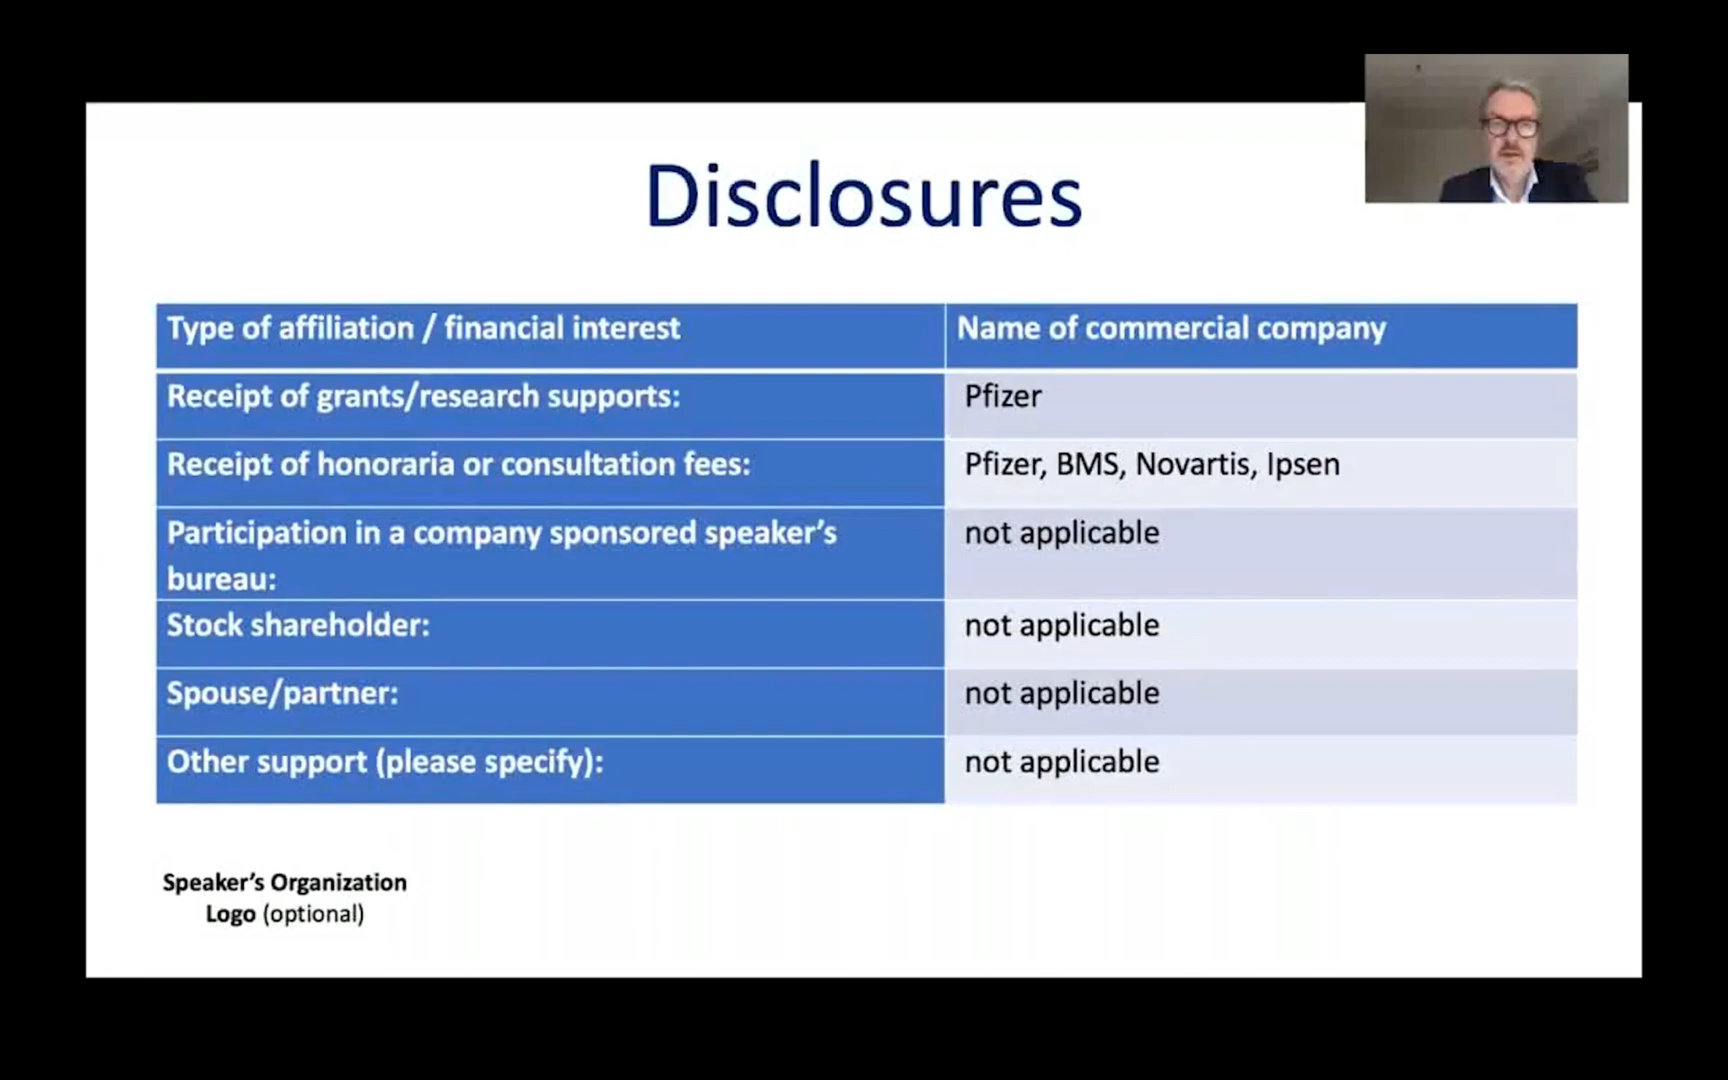 Disclosures
Type of affiliation / financial interest
Name of commercial company
Receipt of grants/research supports:
Pfizer
Receipt of honoraria or consultation fees:
Pfizer, BMS, Novartis, Ipsen
Participation in a company sponsored speaker’s
bureau:
not applicable
Stock shareholder:
not applicable
Spouse/partner:
not applicable
Other support (please specify):
not applicable
Speaker’s Organization
Logo (optional)